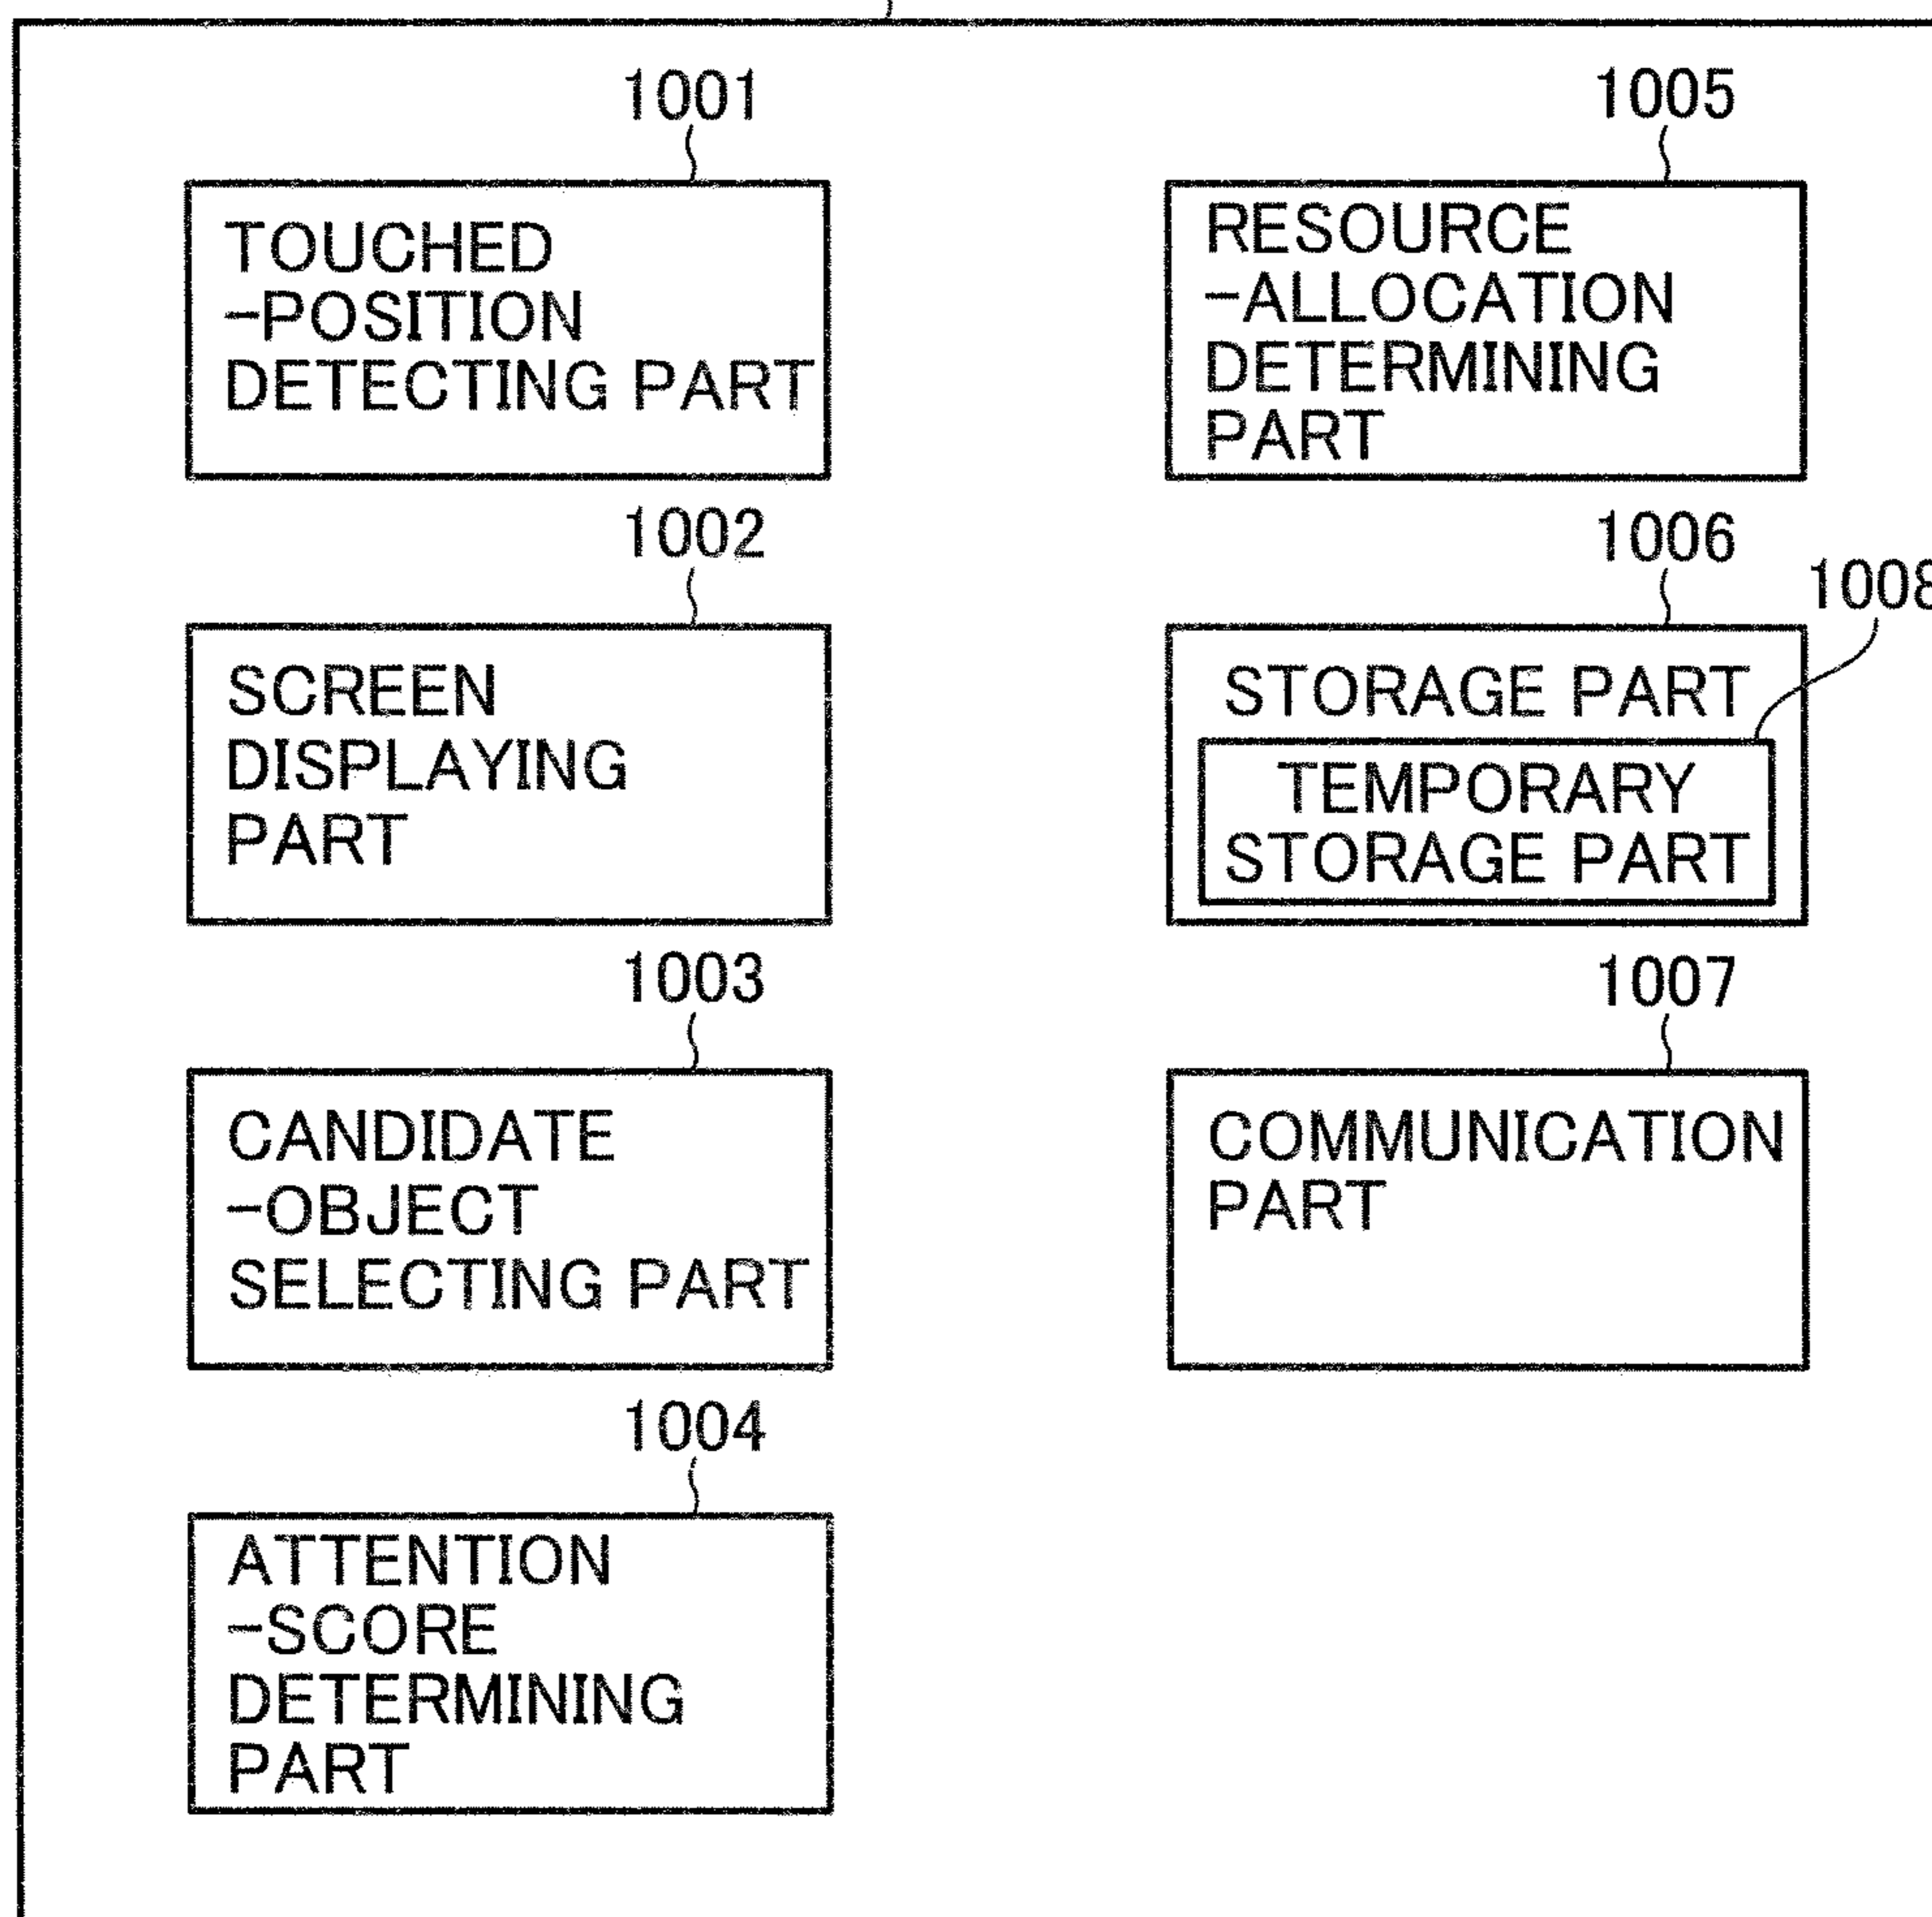 1001
TOUCHED
-POSITION
DETECTING PART
1002
SCREEN
DISPLAYING
PART
1003
CANDIDATE
-OBJECT
SELECTING PART
1004
ATTENTION
-SCORE
DETERMINING
PART
1005
RESOURCE
-ALLOCATION
DETERMINING
PART
1006
1008
STORAGE PART
TEMPORARY
STORAGE PART
1007
COMMUNICATION
PART